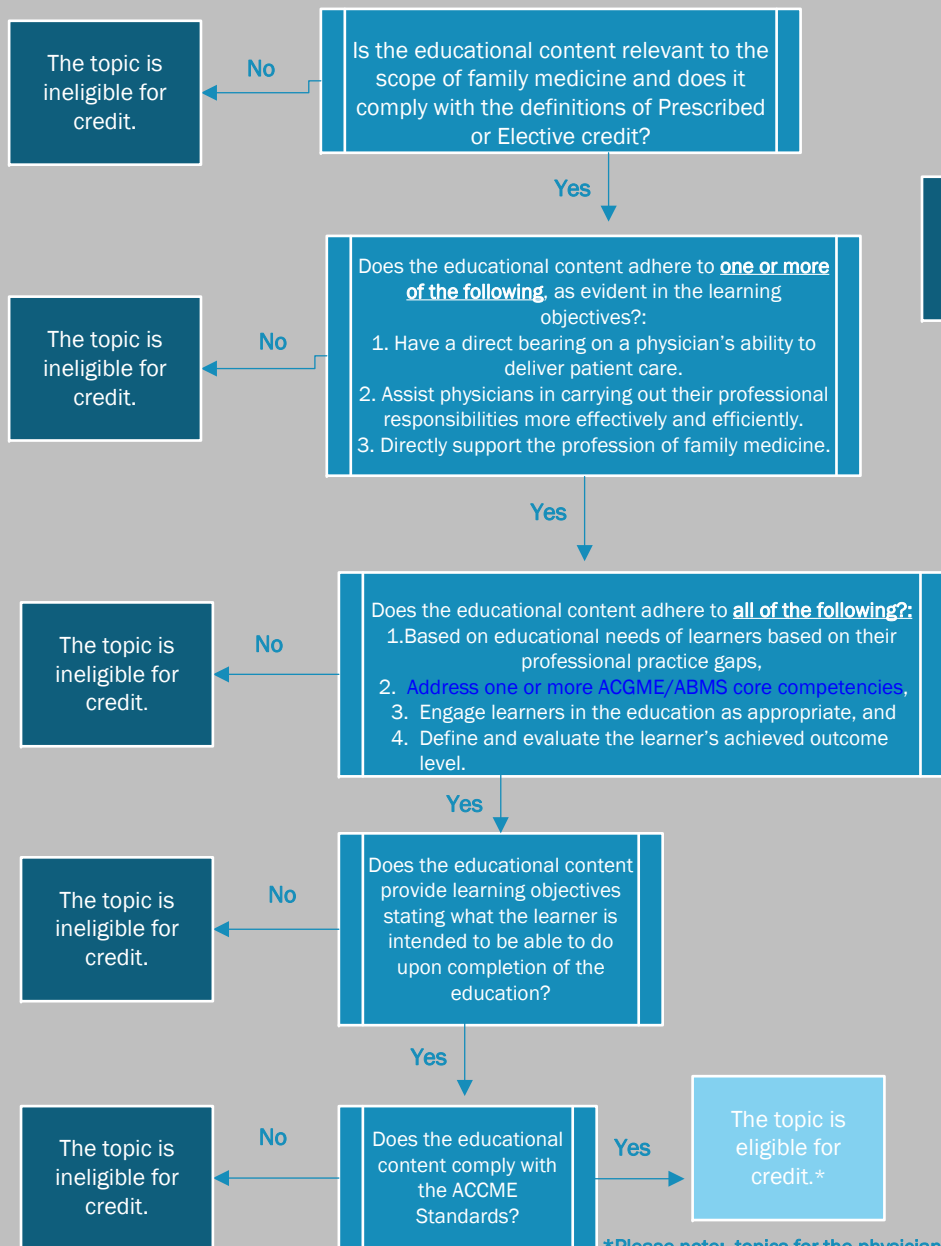 Is the educational content relevant to the
scope of family medicine and does it
comply with the definitions of Prescribed
or Elective credit?
No
The topic is
ineligible for
credit.
Yes
Does the educational content adhere to one or more
of the following, as evident in the learning
objectives?:
1. Have a direct bearing on a physician’s ability to
deliver patient care.
2. Assist physicians in carrying out their professional
responsibilities more effectively and efficiently.
3. Directly support the profession of family medicine.
No
The topic is
ineligible for
credit.
Yes
Does the educational content adhere to all of the following?:
1.Based on educational needs of learners based on their
professional practice gaps,
2. Address one or more ACGME/ABMS core competencies,
3. Engage learners in the education as appropriate, and
4. Define and evaluate the learner’s achieved outcome
level.
No
The topic is
ineligible for
credit.
Yes
Does the educational content
provide learning objectives
stating what the learner is
intended to be able to do
upon completion of the
education?
No
The topic is
ineligible for
credit.
Yes
Does the educational
content comply with
the ACCME
Standards?
No
The topic is
ineligible for
credit.
Yes
The topic is
eligible for
credit.*
*Please note: topics for the physician